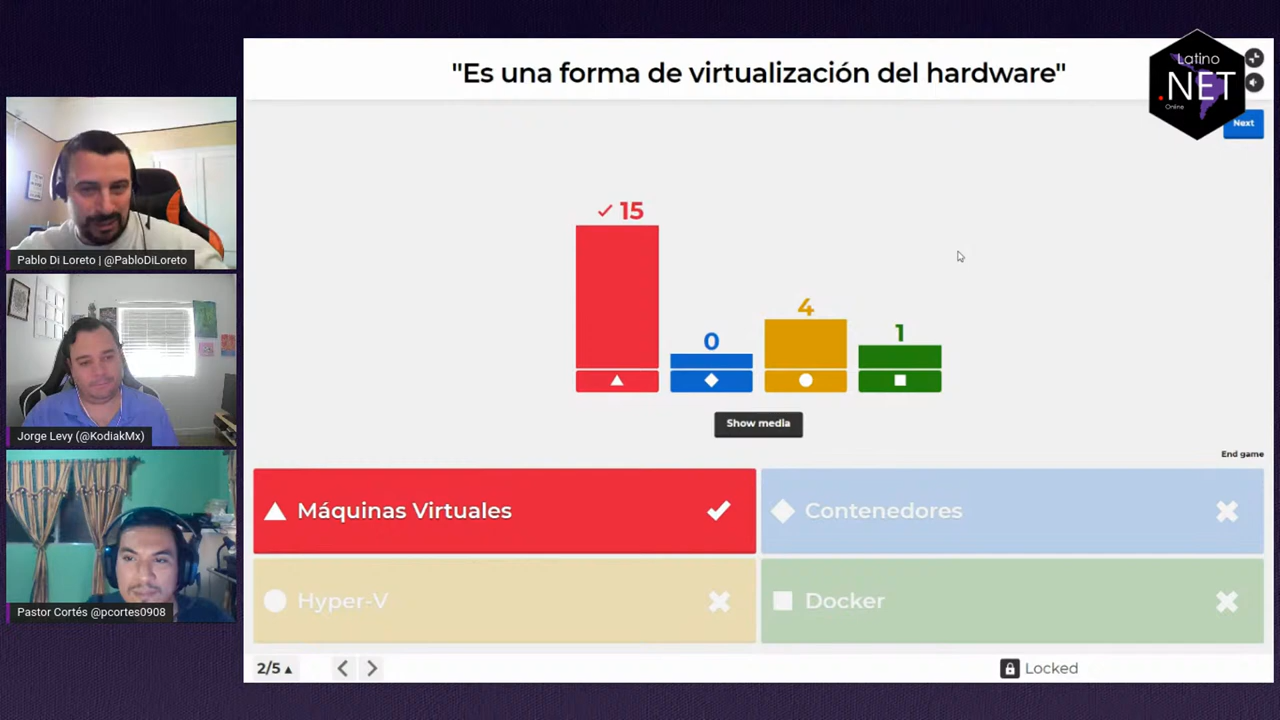 "Es una forma de virtualización del hardware"
Latino
.NET
Online
Next
15
0
4
1
Show media
End game
Máquinas Virtuales
Contenedores
Hyper-V
Docker
2/5
Locked
Pablo Di Loreto | @PabloDiLoreto
Jorge Levy (@KodiakMx)
Pastor Cortés @pcortes0908